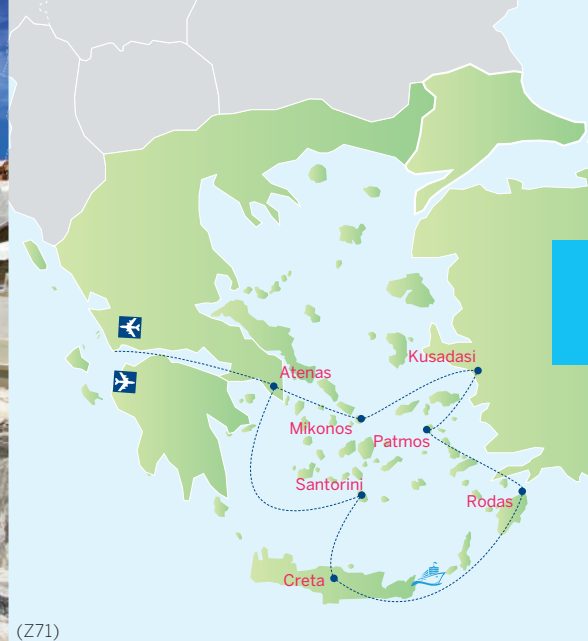 Kusadasi
Atenas
Mikonos
Patmos
Santorini
Rodas
Creta
(Z71)